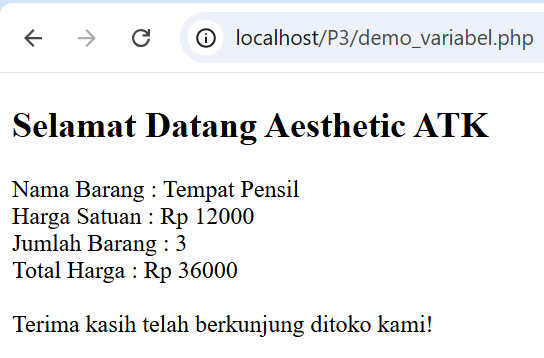 localhost/P3/demo_variabel.php
Selamat Datang Aesthetic ATK
Nama Barang : Tempat Pensil
Harga Satuan : Rp 12000
Jumlah Barang : 3
Total Harga : Rp 36000
Terima kasih telah berkunjung ditoko kami!